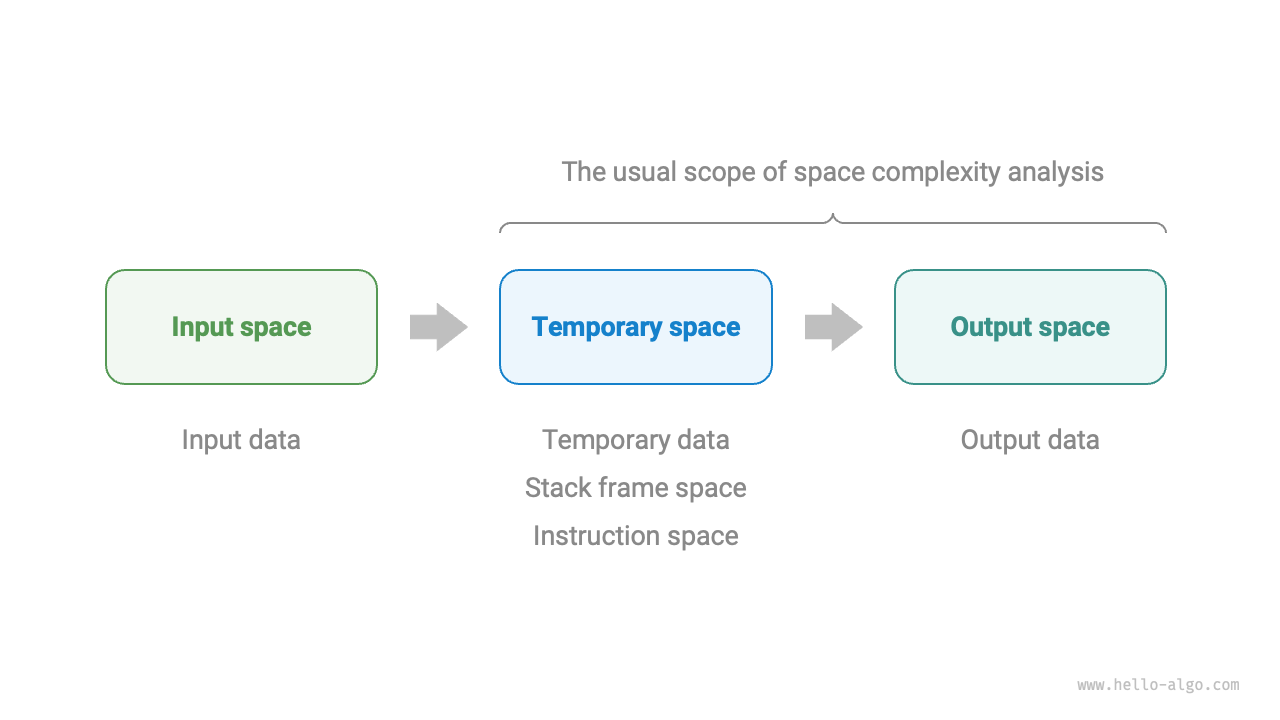 The usual scope of space complexity analysis
Input space
Temporary space
Output space
Input data
Temporary data
Output data
Stack frame space
Instruction space
www.hello-algo.com